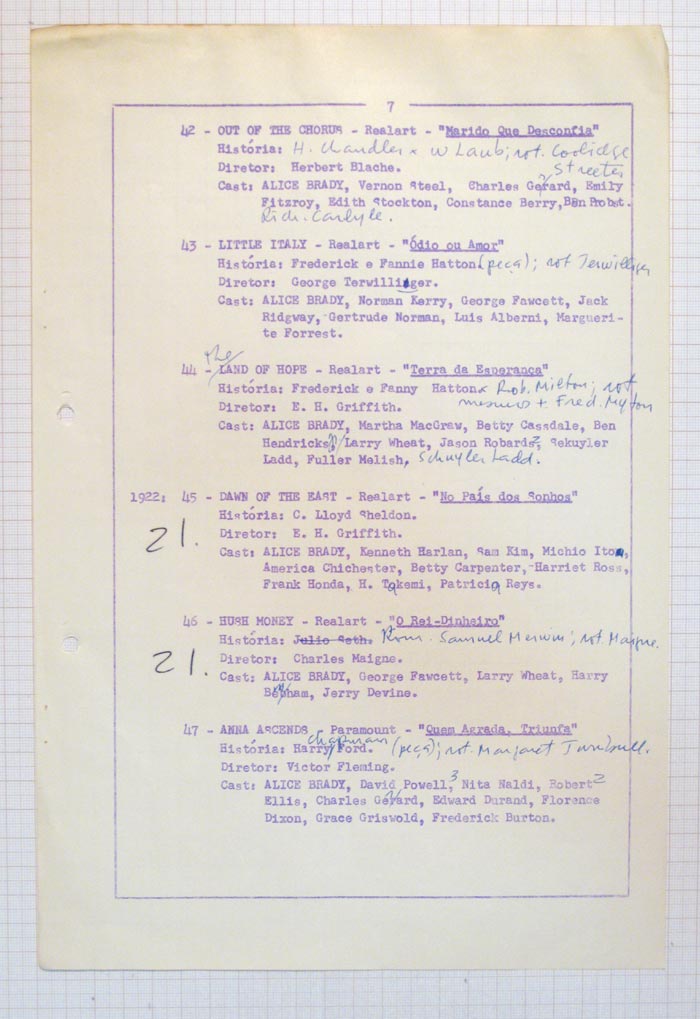 7
42 - OUT OF THE CHORUS - Realart - "Marido Que Desconfia"
História: H. Chandler x W Laub; rot. Coolidge
Streeter
Diretor: Herbert Blache.
Cast: ALICE BRADY, Vernon Steel, Charles Gerard, Emily
Fitzroy, Edith Stockton, Constance Berry, Ben Probst.
Rich. Carlyle.
43 - LITTLE ITALY - Realart - "Ódio ou Amor"
História: Frederick e Fannie Hatton (peça); rot Terwilliger
Diretor: George Terwilliger.
Cast: ALICE BRADY, Norman Kerry, George Fawcett, Jack
Ridgway, Gertrude Norman, Luis Alberni, Margueri-
te Forrest.
the
44 - LAND OF HOPE - Realart - "Terra da Esperança"
História: Frederick e Fanny Hatton x Rob. Milton; rot
mesmos + Fred. Myton
Diretor: E. H. Griffith.
Cast: ALICE BRADY, Martha MacGraw, Betty Cassdale, Ben
Hendricks, Larry Wheat, Jason Robards, Sekuyler
Ladd, Fuller Melish, Schuyler Ladd.
1922: 45 - DAWN OF THE EAST - Realart - "No País dos Sonhos"
História: C. Lloyd Sheldon.
21. Diretor: E. H. Griffith.
Cast: ALICE BRADY, Kenneth Harlan, Sam Kim, Michio Ito,
America Chichester, Betty Carpenter, Harriet Ross,
Frank Honda, H. Takemi, Patricia Reys.
46 - HUSH MONEY - Realart - "O Rei-Dinheiro"
História: Julio Seth. Rom. Samuel Merwin; rot. Maigne.
21. Diretor: Charles Maigne.
Cast: ALICE BRADY, George Fawcett, Larry Wheat, Harry
Benham, Jerry Devine.
47 - ANNA ASCENDS - Paramount - "Quem Agrada, Triunfa"
chapman
História: Harry Ford. (peça); rot. Margaret Turnbull.
Diretor: Victor Fleming.
Cast: ALICE BRADY, David Powell, 3 Nita Naldi, Robert 2
Ellis, Charles Gerard, Edward Durand, Florence
Dixon, Grace Griswold, Frederick Burton.